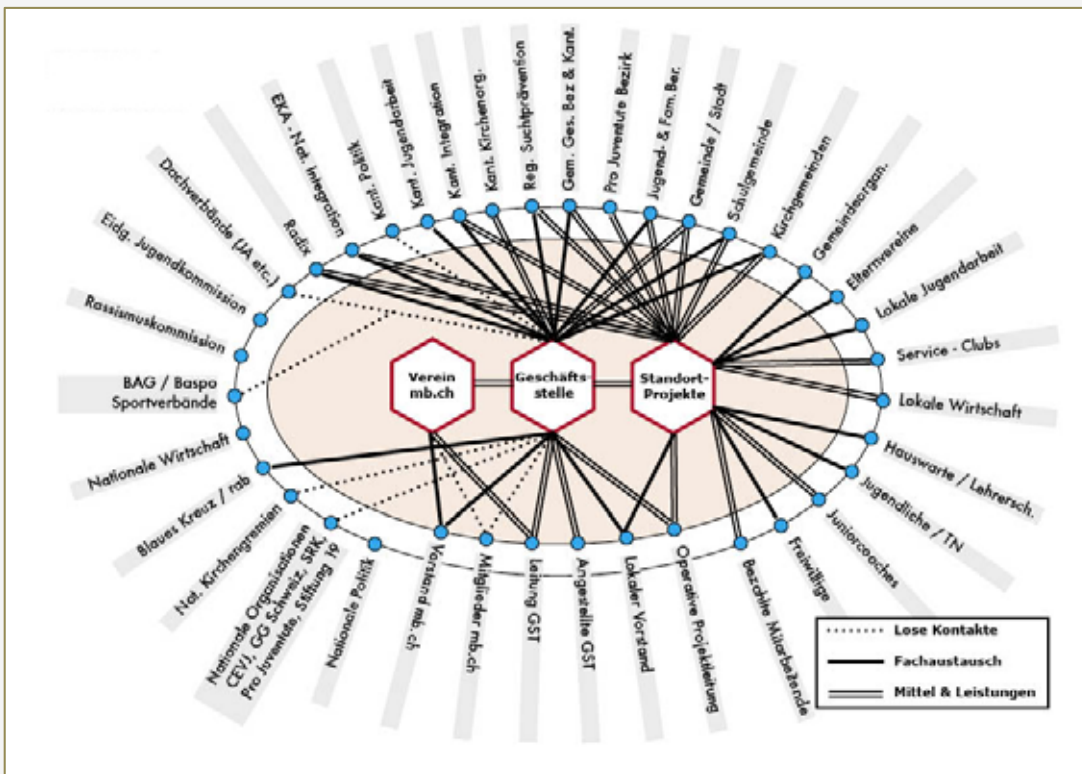 BAG / Baspo
Sportverbände
Rassismuskommission
Eidg. Jugendkommission
Dachverbände (JA etc.)
Radix
EKA - Nat. Integration
Kant. Politik
Kant. Jugendarbeit
Kant. Integration
Kant. Kirchenorg.
Reg. Suchtprävention
Gem. Ges. Bez & Kant.
Pro Juventute Bezirk
Jugend- & Fam.Ber.
Gemeinde / Stadt
Schulgemeinde
Kirchgemeinden
Gemeindeorgan.
Elternvereine
Lokale Jugendarbeit
Service - Clubs
Lokale Wirtschaft
Hauswarte / Lehrersch.
Jugendliche / TN
Juniorcoaches
Freiwillige
Bezahlte Mitarbeitende
Operative Projektleitung
Lokaler Vorstand
Angestellte GST
Leitung GST
Mitglieder mb.ch
Vorstand mb.ch
Nationale Politik
Nationale Organisationen
CEVJ, GG Schweiz, SRK,
Pro Juventute, Stiftung 19
Nat. Kirchengremien
Blaues Kreuz / rab
Nationale Wirtschaft
Verein
mb.ch
Geschäfts-
stelle
Standort-
Projekte
Lose Kontakte
Fachaustausch
Mittel & Leistungen